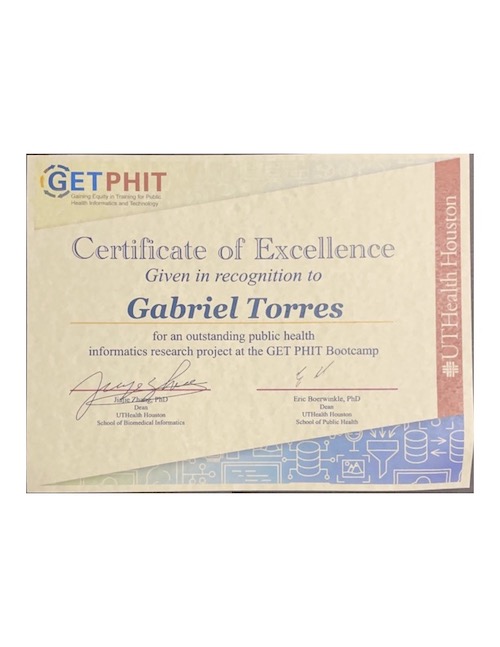 GETPHIT
Gaining Equity in Training for Public
Health Informatics and Technology
Certificate of Excellence
Given in recognition to
Gabriel Torres
for an outstanding public health
informatics research project at the GET PHIT Bootcamp
PhD
Dean
UTHealth Houston
School of Biomedical Informatics
Eric Boerwinkle, PhD
Dean
UTHealth Houston
School of Public Health
UTHealth Houston